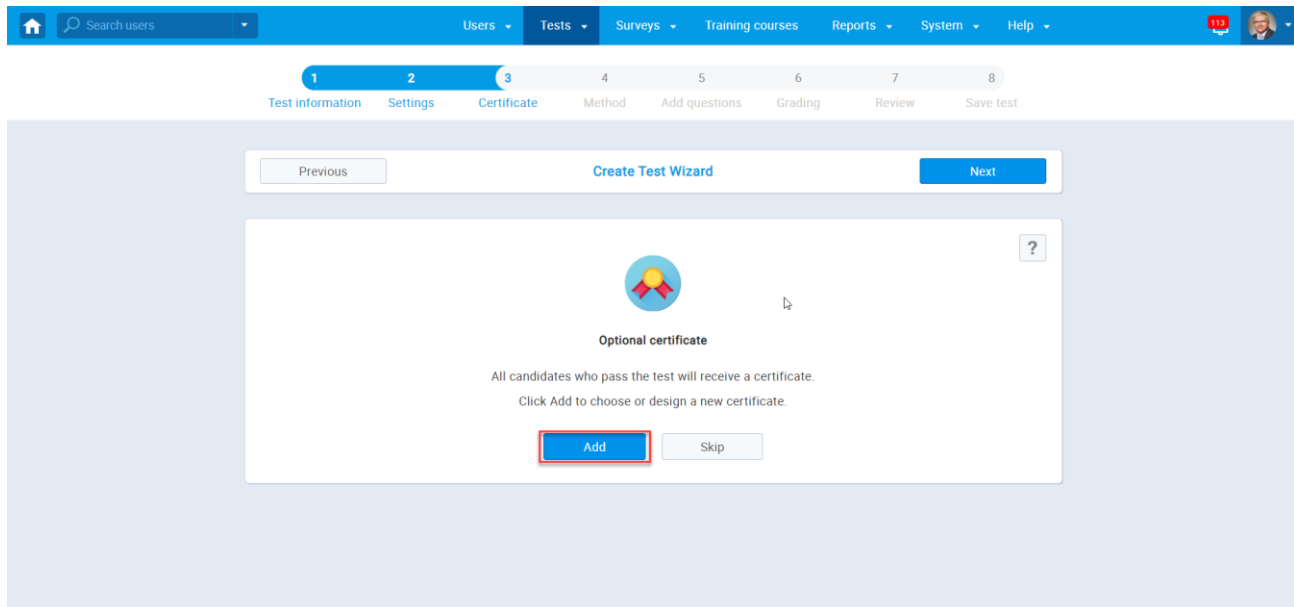 Search users
Users Tests Surveys Training courses Reports System Help
113
1 2 3 4 5 6 7 8
Test information Settings Certificate Method Add questions Grading Review Save test
Previous Create Test Wizard Next
?
Optional certificate
All candidates who pass the test will receive a certificate.
Click Add to choose or design a new certificate.
Add Skip